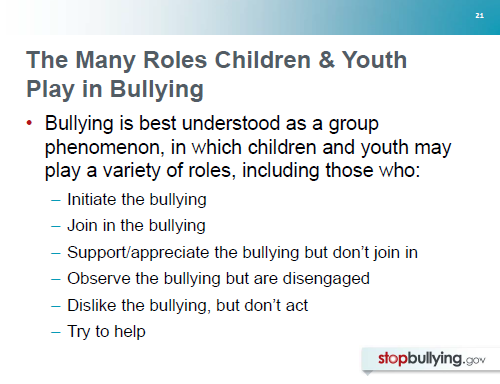 21
The Many Roles Children & Youth
Play in Bullying
• Bullying is best understood as a group
phenomenon, in which children and youth may
play a variety of roles, including those who:
– Initiate the bullying
– Join in the bullying
– Support/appreciate the bullying but don’t join in
– Observe the bullying but are disengaged
– Dislike the bullying, but don’t act
– Try to help
stopbullying.gov